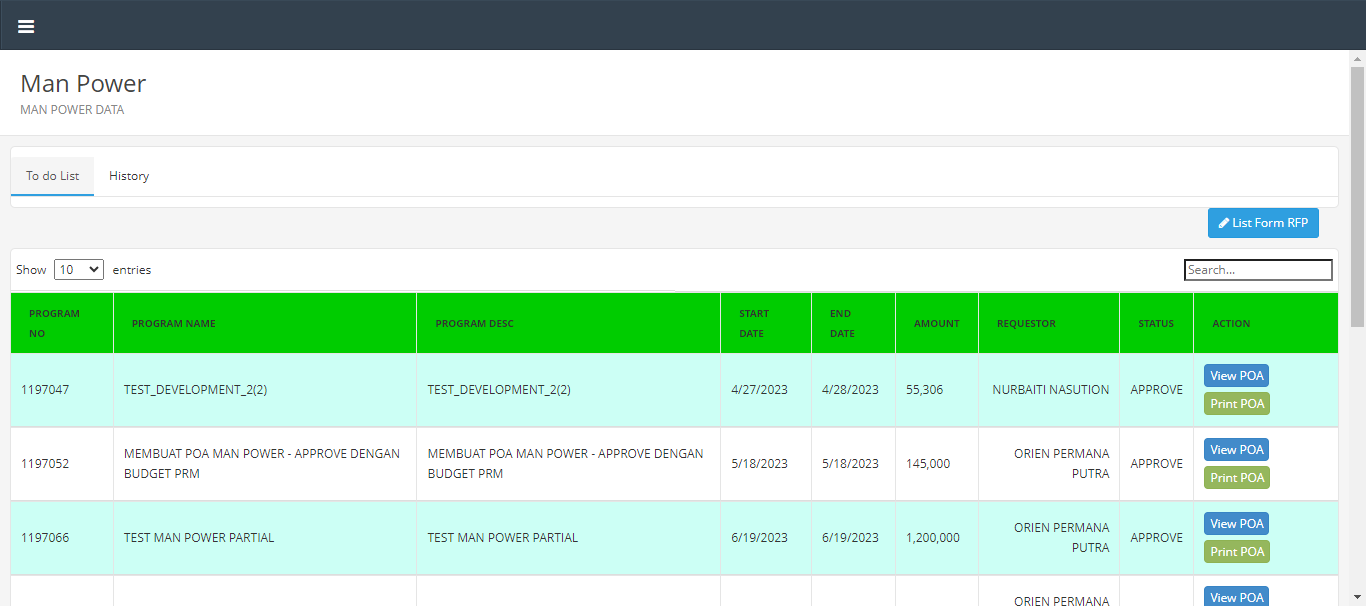 Man Power
MAN POWER DATA
To do List History
List Form RFP
Show 10 entries Search...
PROGRAM NO PROGRAM NAME PROGRAM DESC START DATE END DATE AMOUNT REQUESTOR STATUS ACTION
1197047 TEST_DEVELOPMENT_2(2) TEST_DEVELOPMENT_2(2) 4/27/2023 4/28/2023 55,306 NURBAITI NASUTION APPROVE View POA
Print POA
1197052 MEMBUAT POA MAN POWER - APPROVE DENGAN BUDGET PRM MEMBUAT POA MAN POWER - APPROVE DENGAN BUDGET PRM 5/18/2023 5/18/2023 145,000 ORIEN PERMANA PUTRA APPROVE View POA
Print POA
1197066 TEST MAN POWER PARTIAL TEST MAN POWER PARTIAL 6/19/2023 6/19/2023 1,200,000 ORIEN PERMANA PUTRA APPROVE View POA
Print POA
ORIEN PERMANA View POA